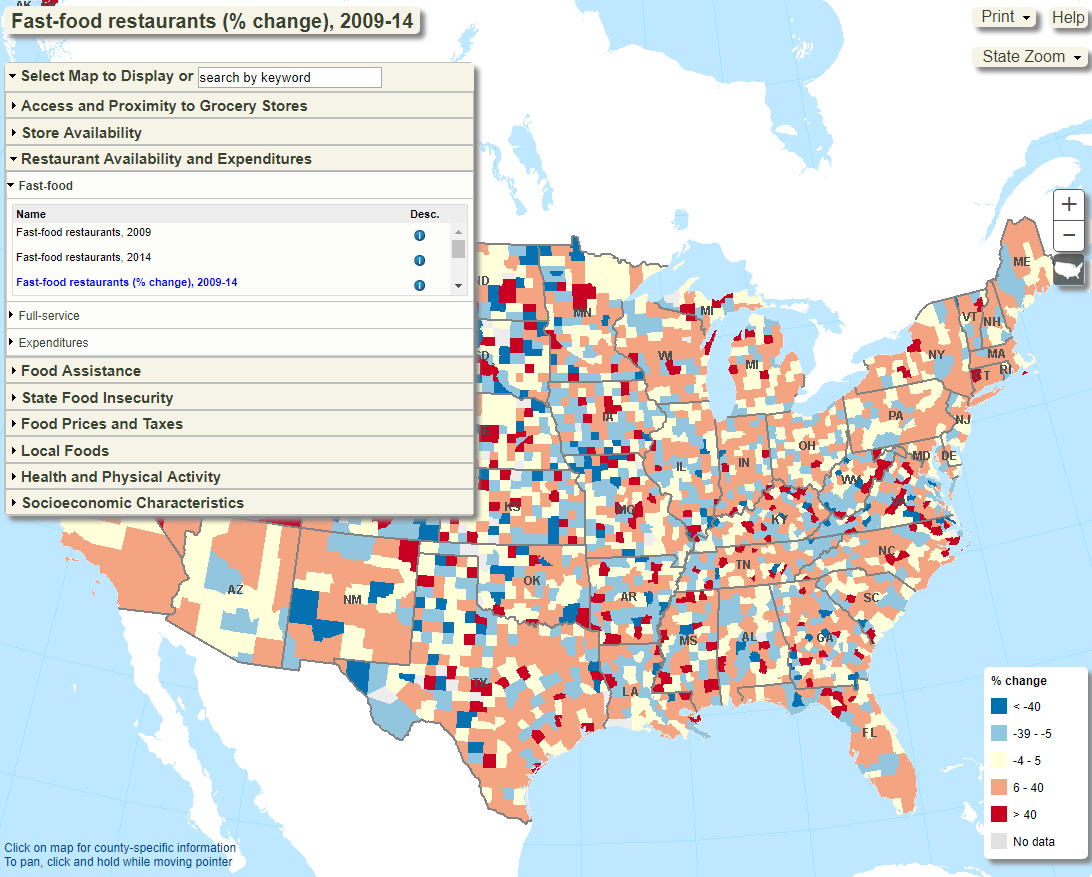 AK
Fast-food restaurants (% change), 2009-14
Print
Help
State Zoom
Select Map to Display or search by keyword
Access and Proximity to Grocery Stores
Store Availability
Restaurant Availability and Expenditures
Fast-food
Name Desc.
Fast-food restaurants, 2009
Fast-food restaurants, 2014
Fast-food restaurants (% change), 2009-14
Full-service
Expenditures
Food Assistance
State Food Insecurity
Food Prices and Taxes
Local Foods
Health and Physical Activity
Socioeconomic Characteristics
+
−
ME
ND
MN
MI
VT
NH
SD
WI
MI
NY
MA
CT
RI
IA
PA
NJ
OH
MD
DE
IL
IN
WV
VA
KS
MO
KY
NC
TN
OK
AZ
NM
AR
SC
MS
AL
GA
TX
LA
FL
% change
< -40
-39 - -5
-4 - 5
6 - 40
> 40
No data
Click on map for county-specific information
To pan, click and hold while moving pointer